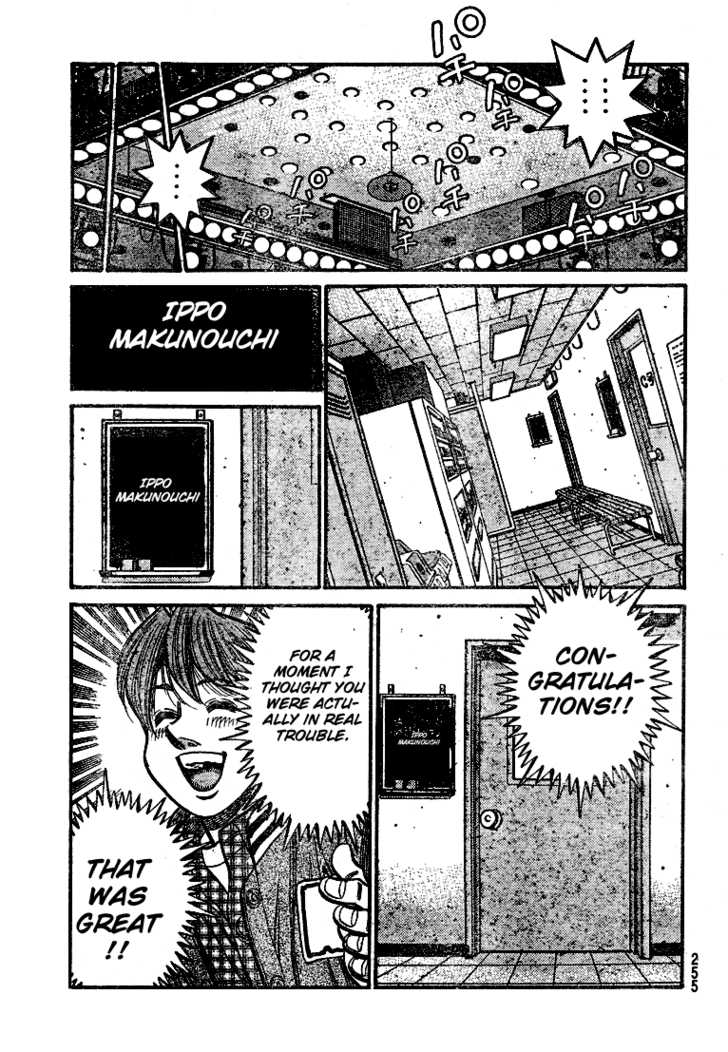 パチ
パチ
パチ
パチ
パチ
パチ
パチ
パチ
IPPO
MAKUNOUCHI
C-5
IPPO
MAKUNOUCHI
CON-
GRATULA-
TIONS!!
IPPO
MAKUNOUCHI
FOR A
MOMENT I
THOUGHT YOU
WERE ACTU-
ALLY IN REAL
TROUBLE.
THAT
WAS
GREAT
!!
255